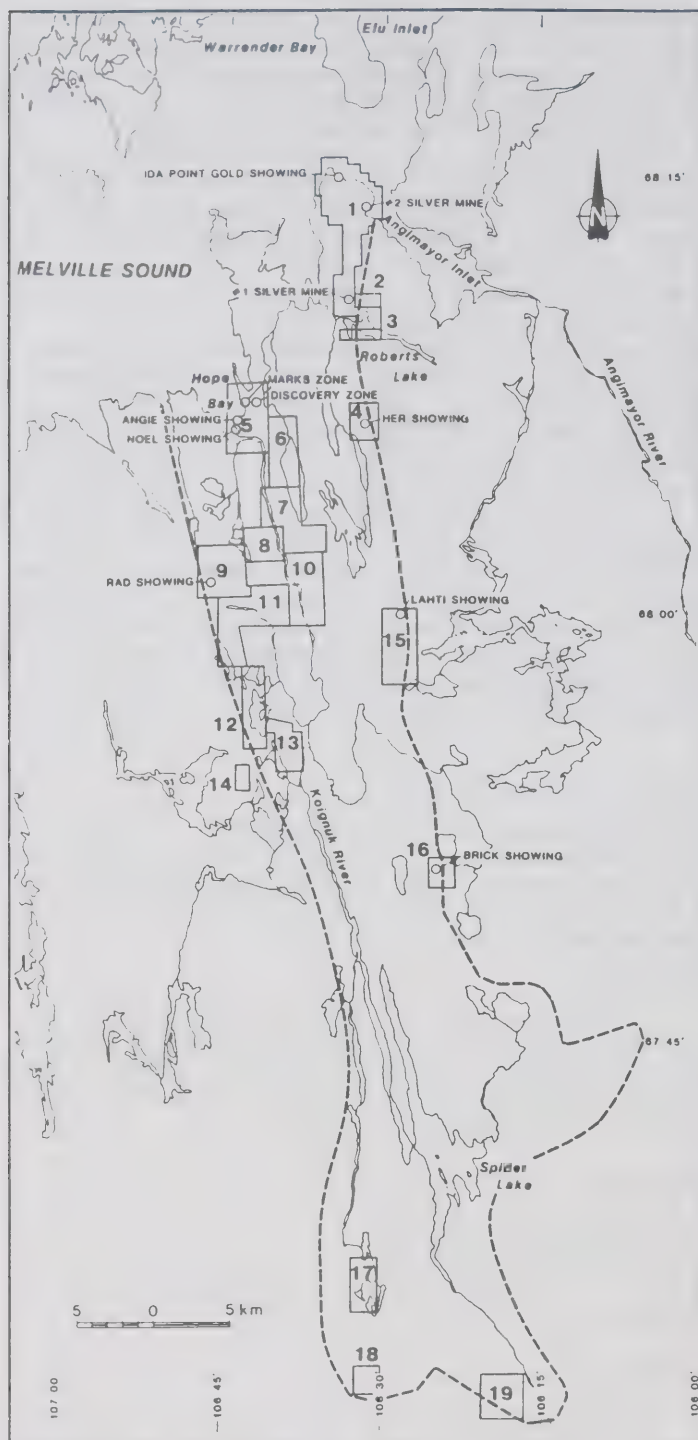 Elu Inlet
Warrender Bay
IDA POINT GOLD SHOWING
68 15'
1
#2 SILVER MINE
N
Angimayor Inlet
MELVILLE SOUND
2
#1 SILVER MINE
3
Roberts
Lake
Angimayor River
Hope
Bay
MARKS ZONE
DISCOVERY ZONE
4
HER SHOWING
ANGIE SHOWING
5
NOEL SHOWING
6
7
8
9
10
RAD SHOWING
11
LAHTI SHOWING
68 00'
15
12
13
14
Koignuk River
16
BRICK SHOWING
67 45'
Spider
Lake
17
5 0 5 km
18
19
107 00
106 45'
106 30'
106 15'
106 00'